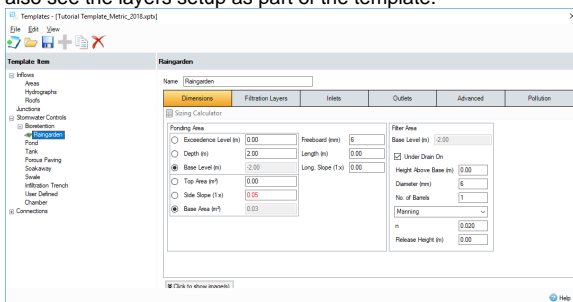 also see the layers setup as part of the template.
Templates - [Tutorial Template_Metric_2018.xptx]
File Edit View
Template Item
Raingarden
Inflows
Areas
Hydrographs
Roofs
Junctions
Stormwater Controls
Bioretention
Raingarden
Pond
Tank
Porous Paving
Soakaway
Swale
Infiltration Trench
User Defined
Chamber
Connections
Name Raingarden
Dimensions Filtration Layers Inlets Outlets Advanced Pollution
Sizing Calculator
Ponding Area
Exceedence Level (m) 0.00 Freeboard (mm) 6
Depth (m) 2.00 Length (m) 0.00
Base Level (m) -2.00 Long. Slope (1:x) 0.00
Top Area (m²) 0.00
Side Slope (1:x) 0.05
Base Area (m²) 0.03
Filter Area
Base Level (m) -2.00
Under Drain On
Height Above Base (m) 0.00
Diameter (mm) 6
No. of Barrels 1
Manning
n 0.020
Release Height (m) 0.00
Click to show image(s)
Help